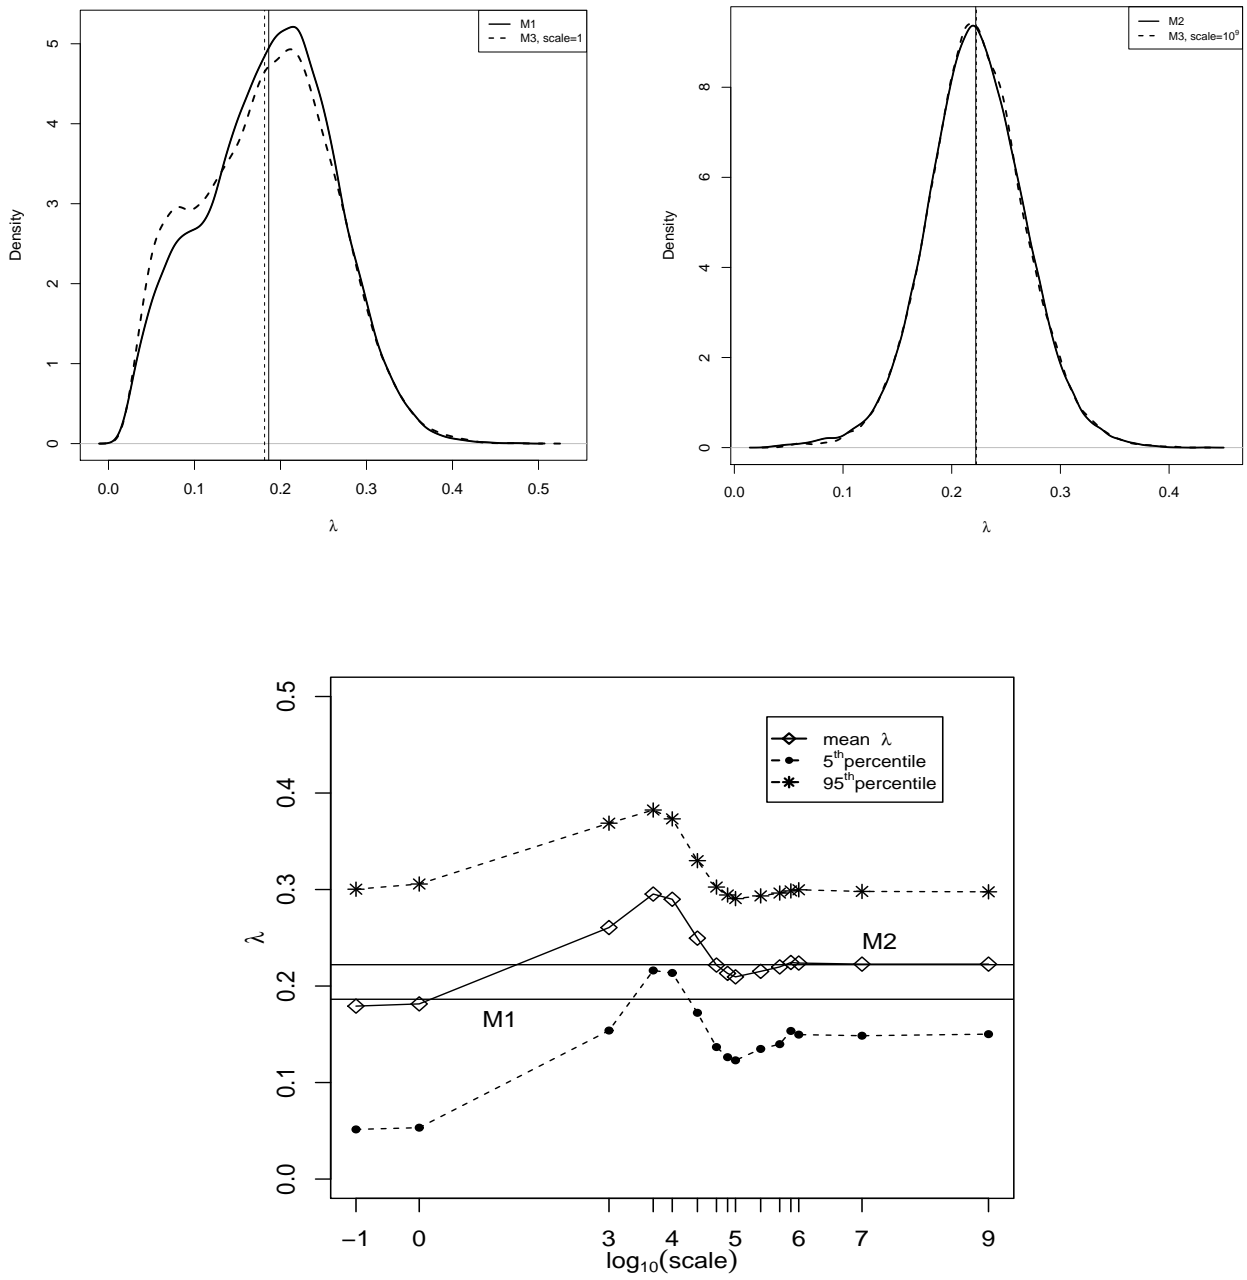 M1
M3, scale=1
Density
0 1 2 3 4 5
0.0 0.1 0.2 0.3 0.4 0.5
λ
M2
M3, scale=10⁹
Density
0 2 4 6 8
0.0 0.1 0.2 0.3 0.4
λ
mean λ
5ᵗʰpercentile
95ᵗʰpercentile
M2
M1
λ
0.0 0.1 0.2 0.3 0.4 0.5
−1 0 3 4 5 6 7 9
log₁₀(scale)